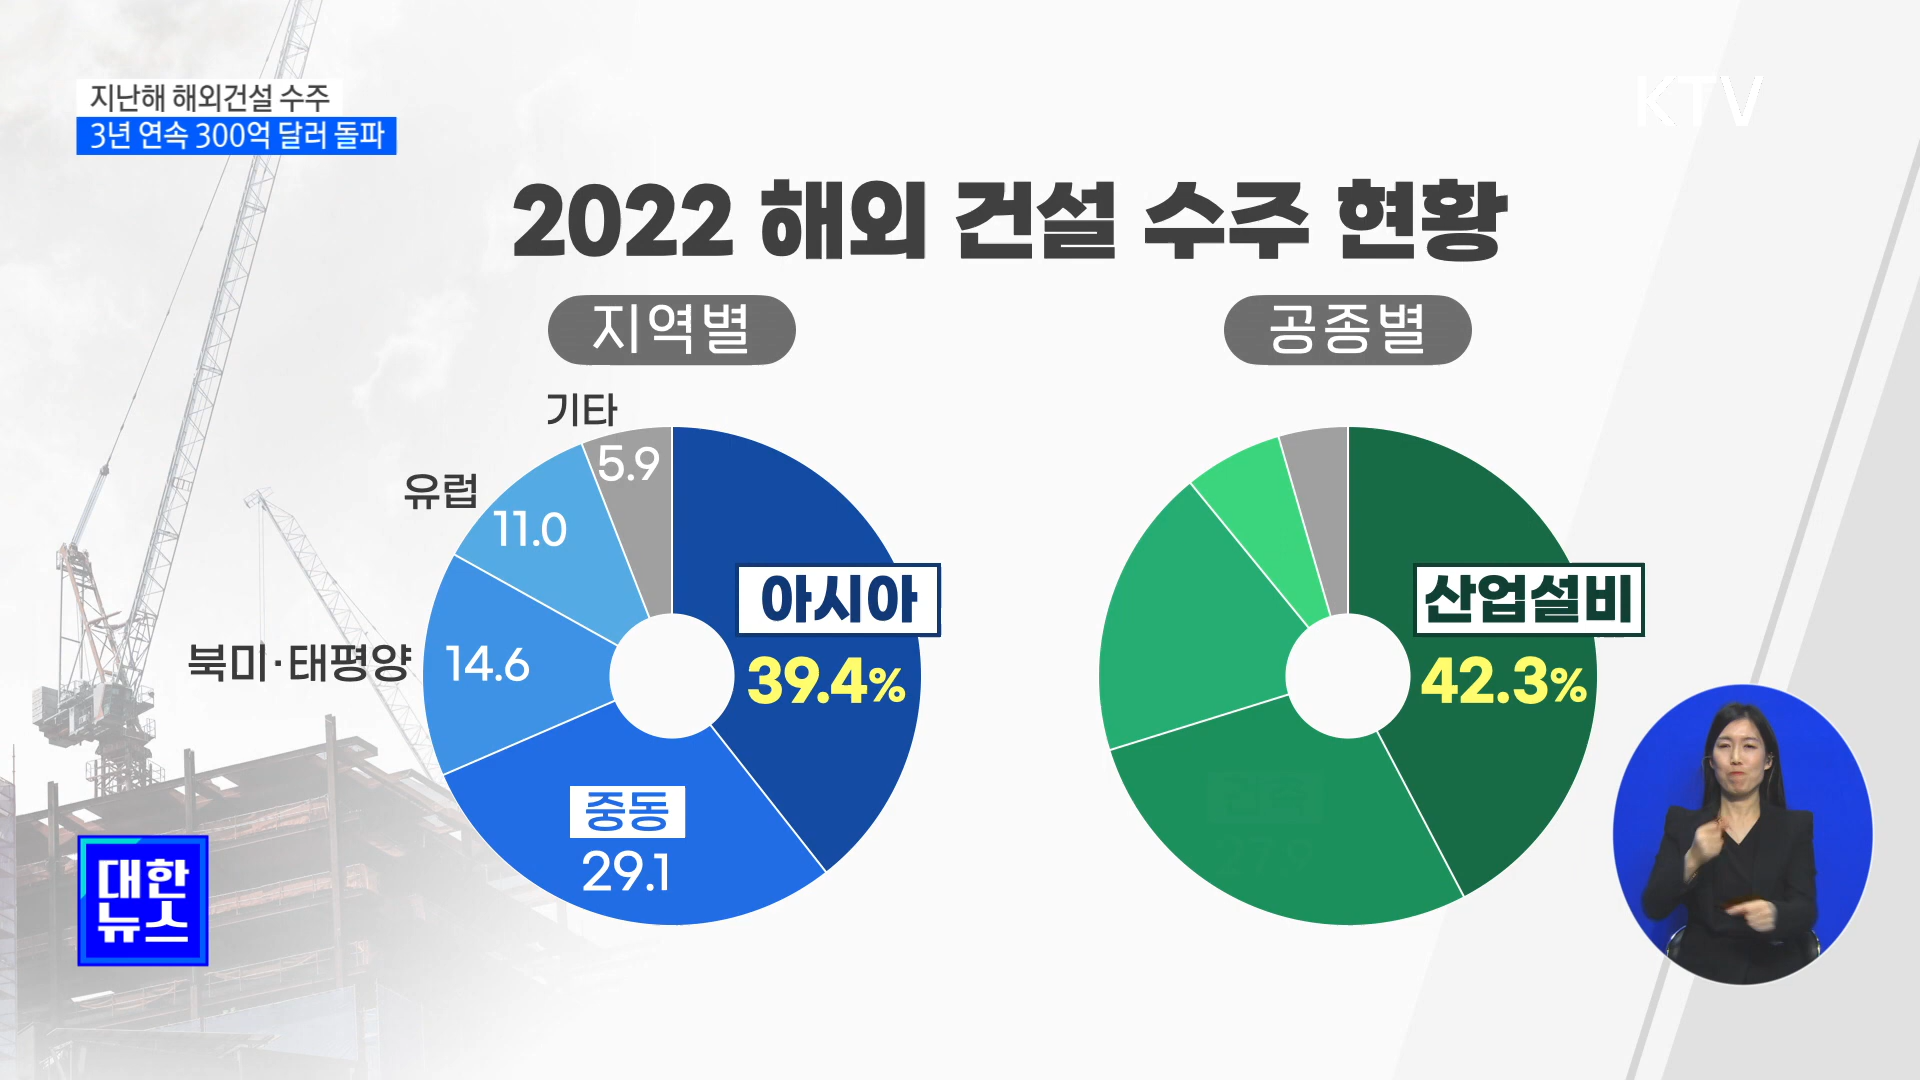 지난해 해외건설 수주
3년 연속 300억 달러 돌파
KTV
2022 해외 건설 수주 현황
지역별
공종별
기타
5.9
유럽
11.0
아시아
39.4%
산업설비
42.3%
북미·태평양
14.6
중동
29.1
건축
대한
뉴스